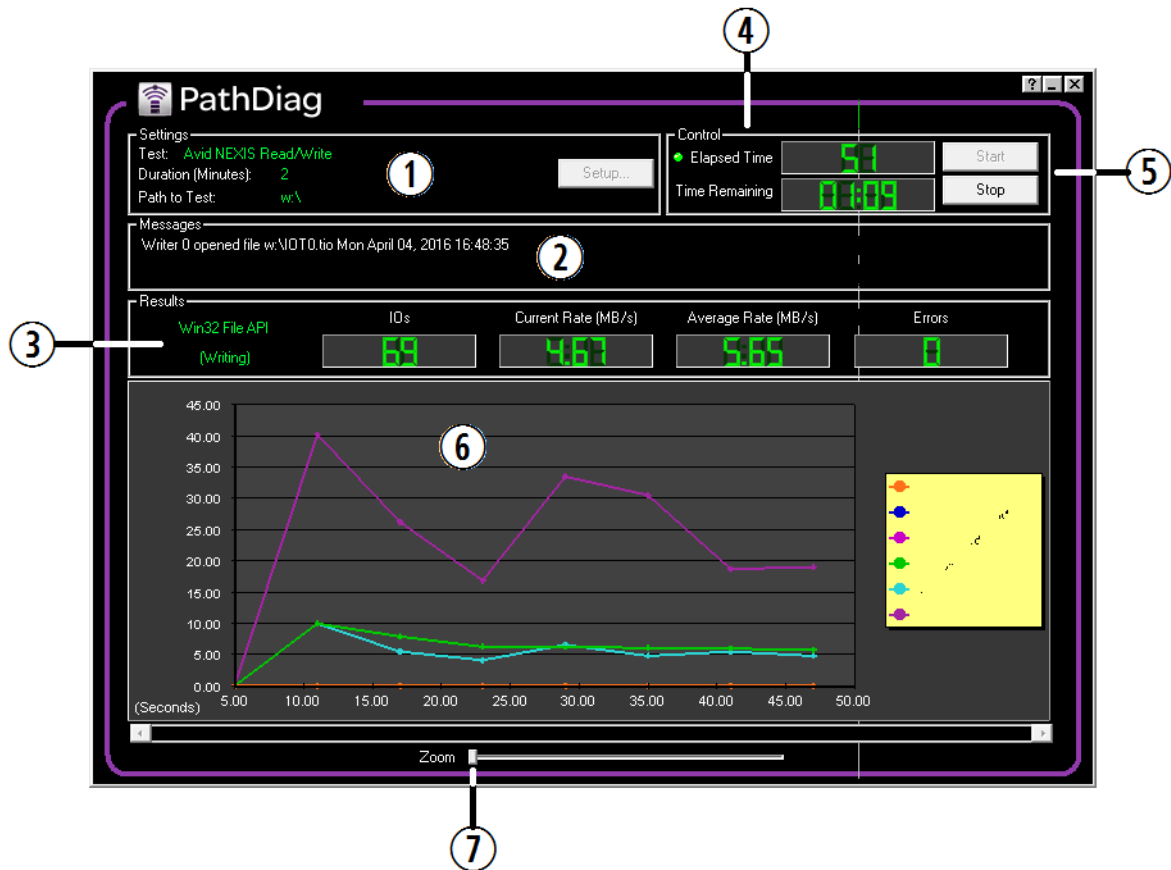 4
PathDiag
?
Settings
Test: Avid NEXIS Read/Write
Duration (Minutes): 2
Path to Test: w:\
Setup...
1
Control
Elapsed Time 51 Start
Time Remaining 01:09 Stop
5
Messages
Writer 0 opened file w:\IOT0.tio Mon April 04, 2016 16:48:35
2
Results
Win32 File API
(Writing)
IOs Current Rate (MB/s) Average Rate (MB/s) Errors
69 4.67 5.65 0
3
45.00
40.00
35.00
30.00
25.00
20.00
15.00
10.00
5.00
0.00
6
5.00 10.00 15.00 20.00 25.00 30.00 35.00 40.00 45.00 50.00
(Seconds)
Zoom
7